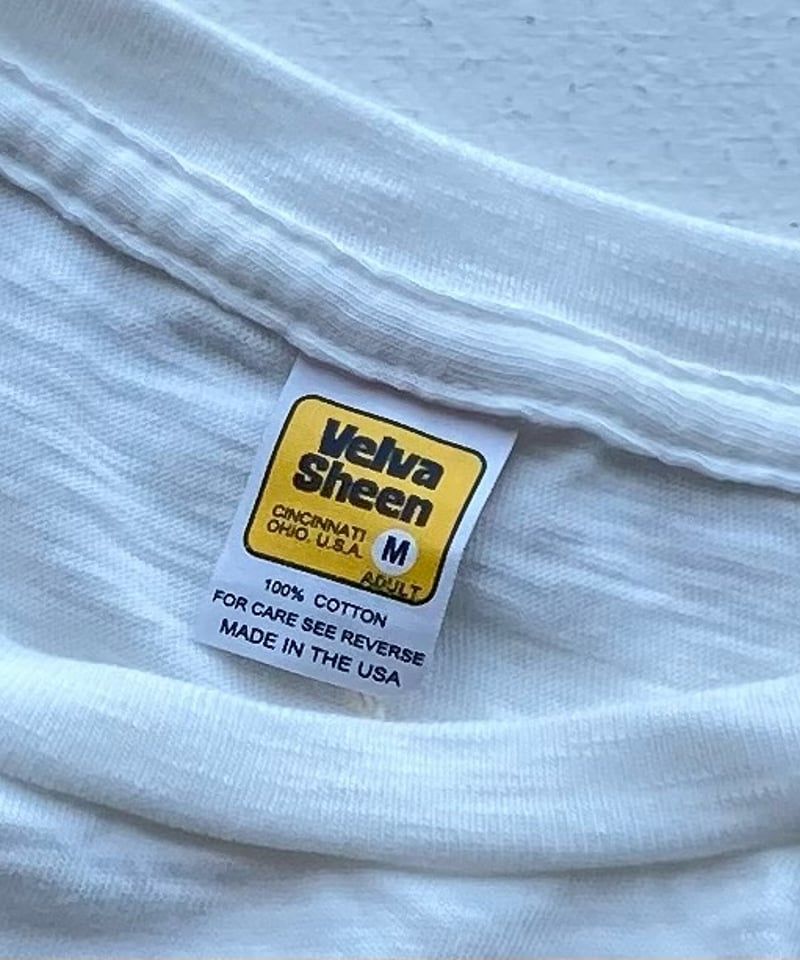 Velva
Sheen
CINCINNATI
OHIO, U.S.A.
M
ADULT
100% COTTON
FOR CARE SEE REVERSE
MADE IN THE USA